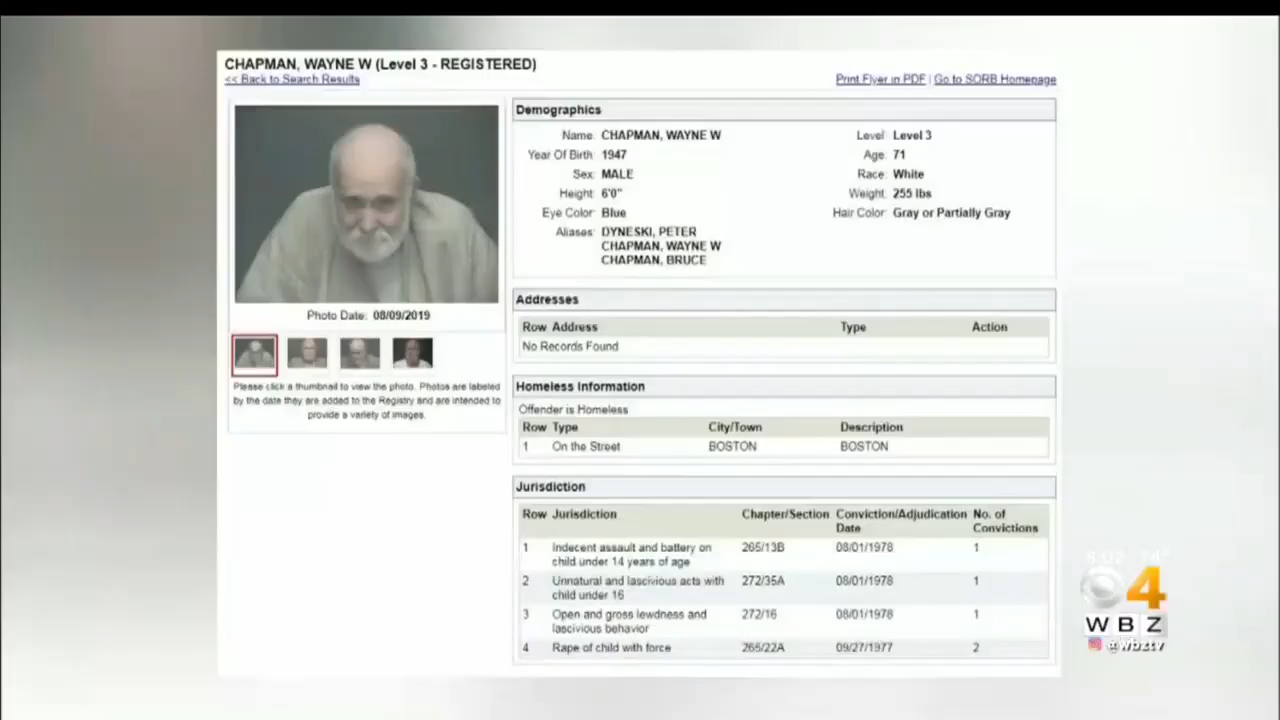 CHAPMAN, WAYNE W (Level 3 - REGISTERED)
<< Back to Search Results
Print Flyer in PDF | Go to SORB Homepage
Photo Date: 08/09/2019
Please click a thumbnail to view the photo. Photos are labeled
by the date they are added to the Registry and are intended to
provide a variety of images.
Demographics
Name: CHAPMAN, WAYNE W Level: Level 3
Year Of Birth: 1947 Age: 71
Sex: MALE Race: White
Height: 6'0" Weight: 255 lbs
Eye Color: Blue Hair Color: Gray or Partially Gray
Aliases: DYNESKI, PETER
CHAPMAN, WAYNE W
CHAPMAN, BRUCE
Addresses
Row Address Type Action
No Records Found
Homeless Information
Offender is Homeless
Row Type City/Town Description
1 On the Street BOSTON BOSTON
Jurisdiction
Row Jurisdiction Chapter/Section Conviction/Adjudication Date No. of Convictions
1 Indecent assault and battery on 265/13B 08/01/1978 1
child under 14 years of age
2 Unnatural and lascivious acts with 272/35A 08/01/1978 1
child under 16
3 Open and gross lewdness and 272/16 08/01/1978 1
lascivious behavior
4 Rape of child with force 265/22A 09/27/1977 2
4
WBZ
@wbztv